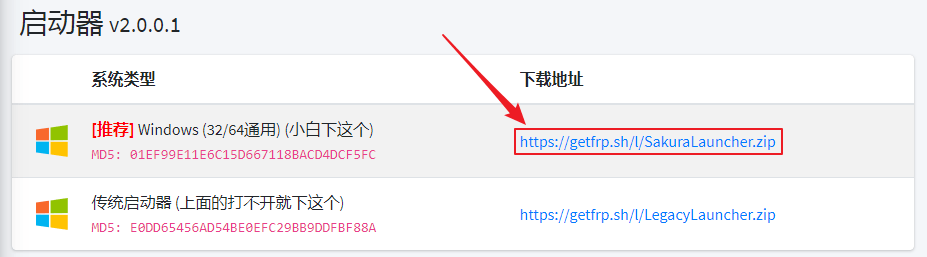 启动器 v2.0.0.1
系统类型 下载地址
[推荐] Windows (32/64通用) (小白下这个)
MD5: 01EF99E11E6C15D667118BACD4DCF5FC
https://getfrp.sh/l/SakuraLauncher.zip
传统启动器 (上面的打不开就下这个)
MD5: E0DD65456AD54BE0EFC29BB9DDFBF88A
https://getfrp.sh/l/LegacyLauncher.zip